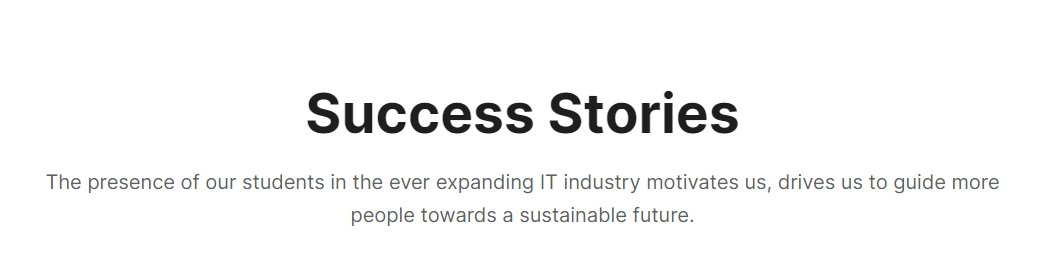 Success Stories
The presence of our students in the ever expanding IT industry motivates us, drives us to guide more
people towards a sustainable future.